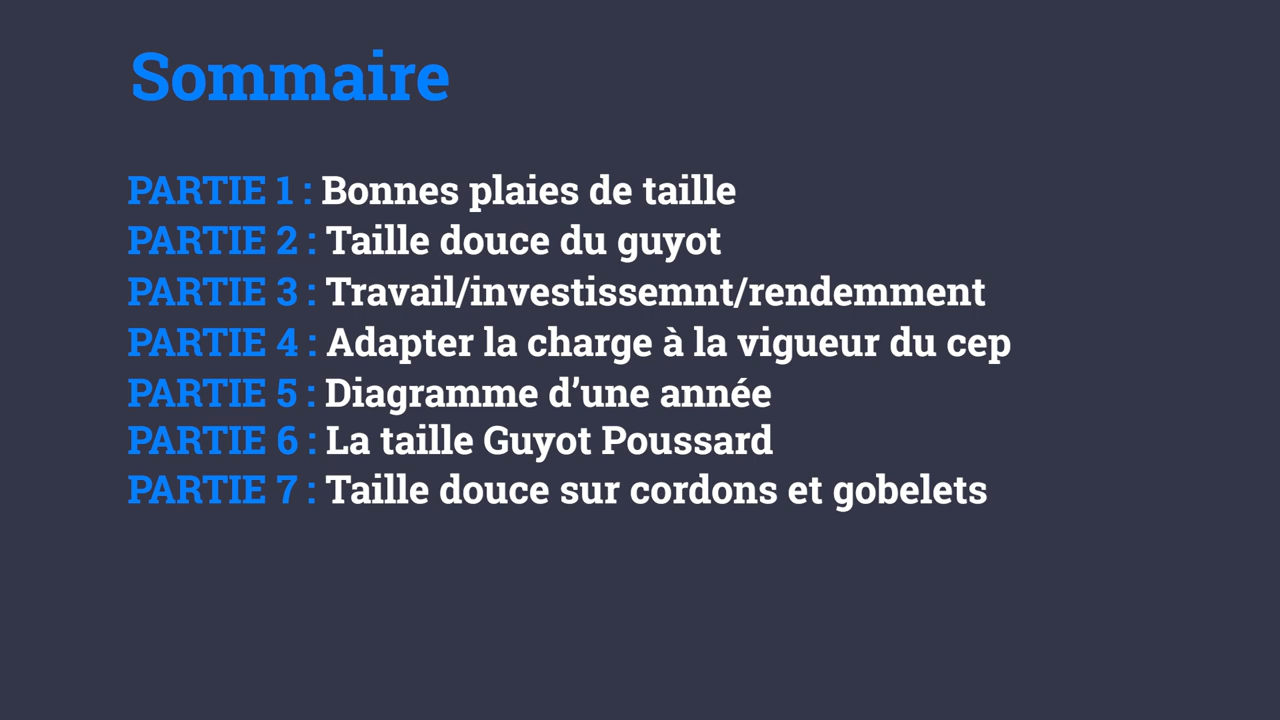 Sommaire
PARTIE 1 : Bonnes plaies de taille
PARTIE 2 : Taille douce du guyot
PARTIE 3 : Travail/investissemnt/rendemment
PARTIE 4 : Adapter la charge à la vigueur du cep
PARTIE 5 : Diagramme d’une année
PARTIE 6 : La taille Guyot Poussard
PARTIE 7 : Taille douce sur cordons et gobelets